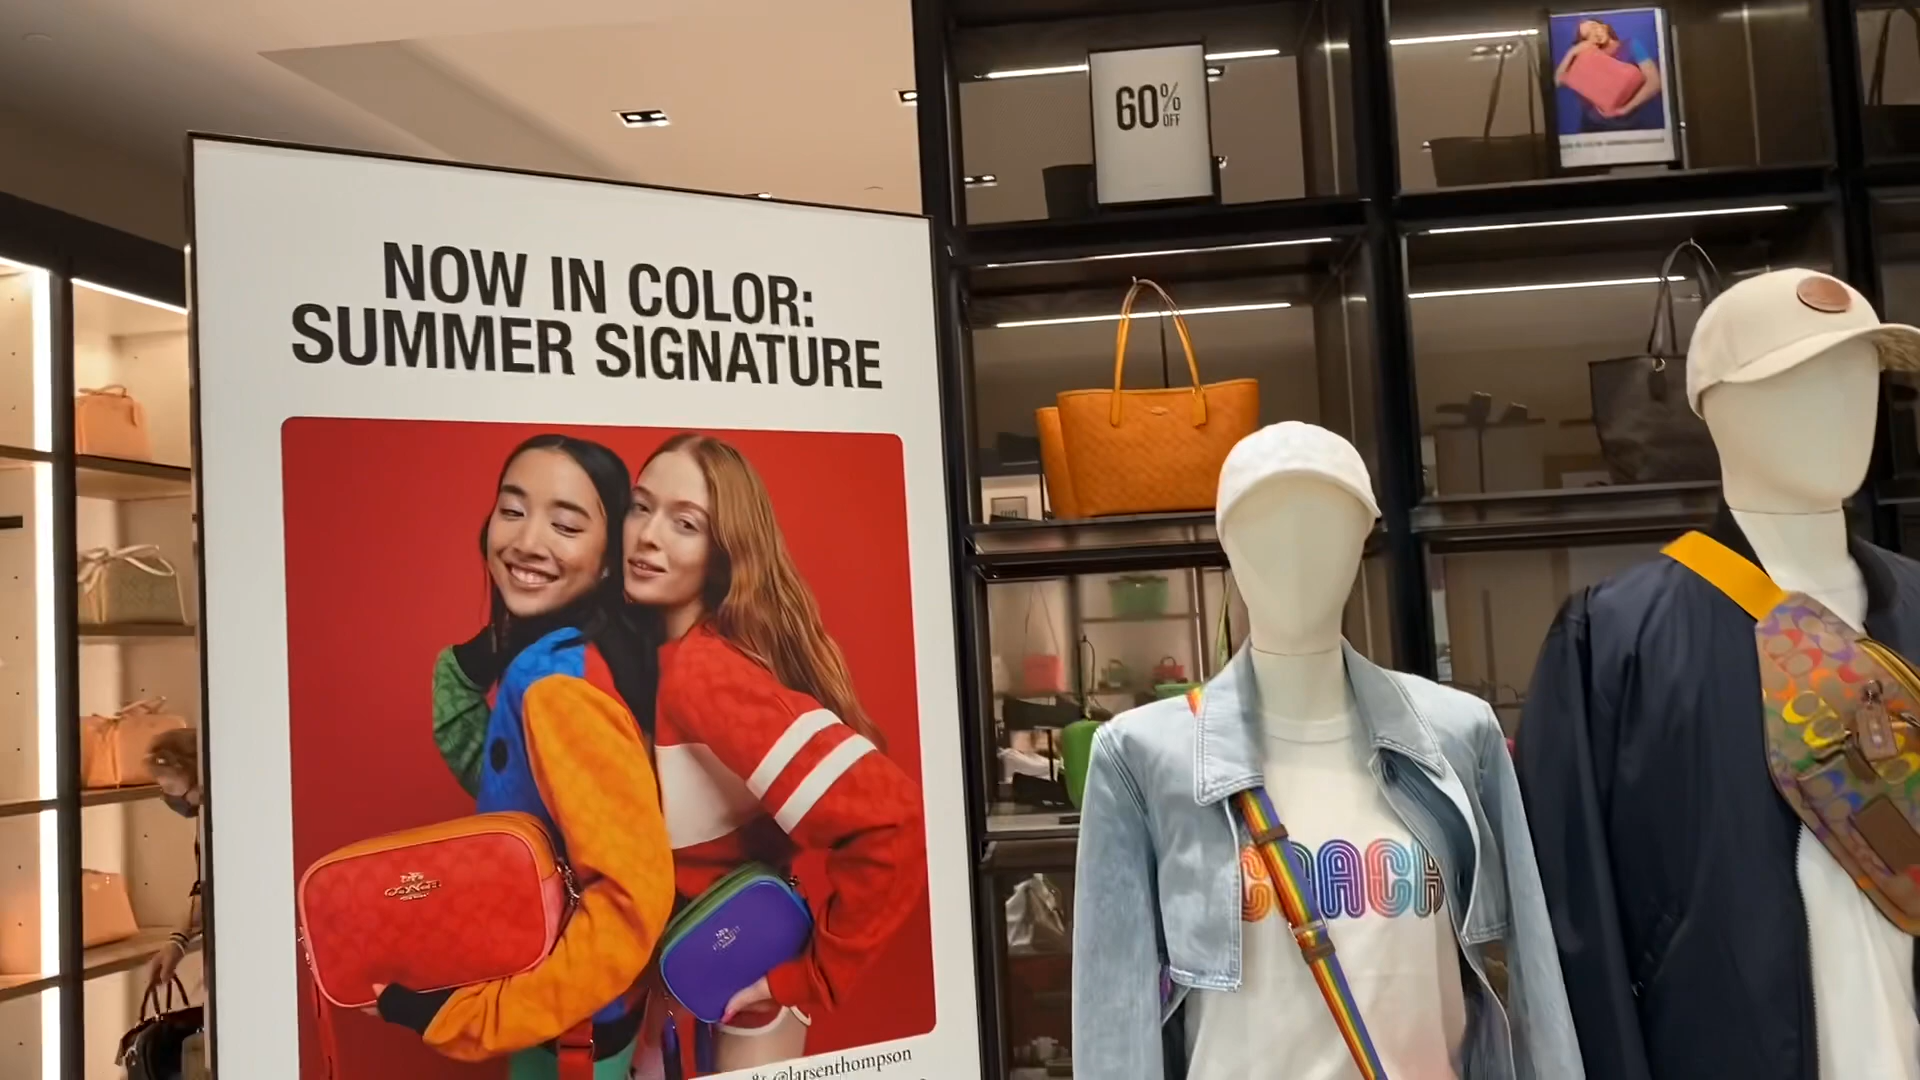 NOW IN COLOR:
SUMMER SIGNATURE
COACH
COACH
& @larsenthompson
60%
OFF
COACH